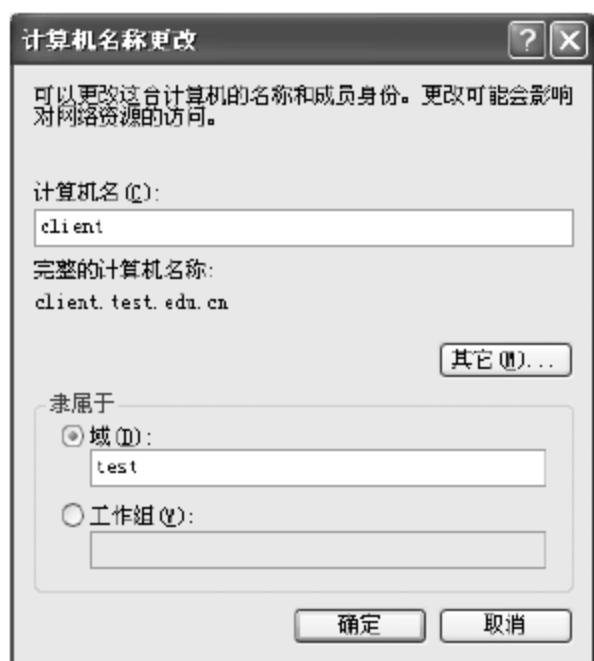 计算机名称更改
可以更改这台计算机的名称和成员身份。更改可能会影响
对网络资源的访问。
计算机名(C):
client
完整的计算机名称:
client.test.edu.cn
其它(M)...
隶属于
域(D):
test
工作组(W):
确定
取消